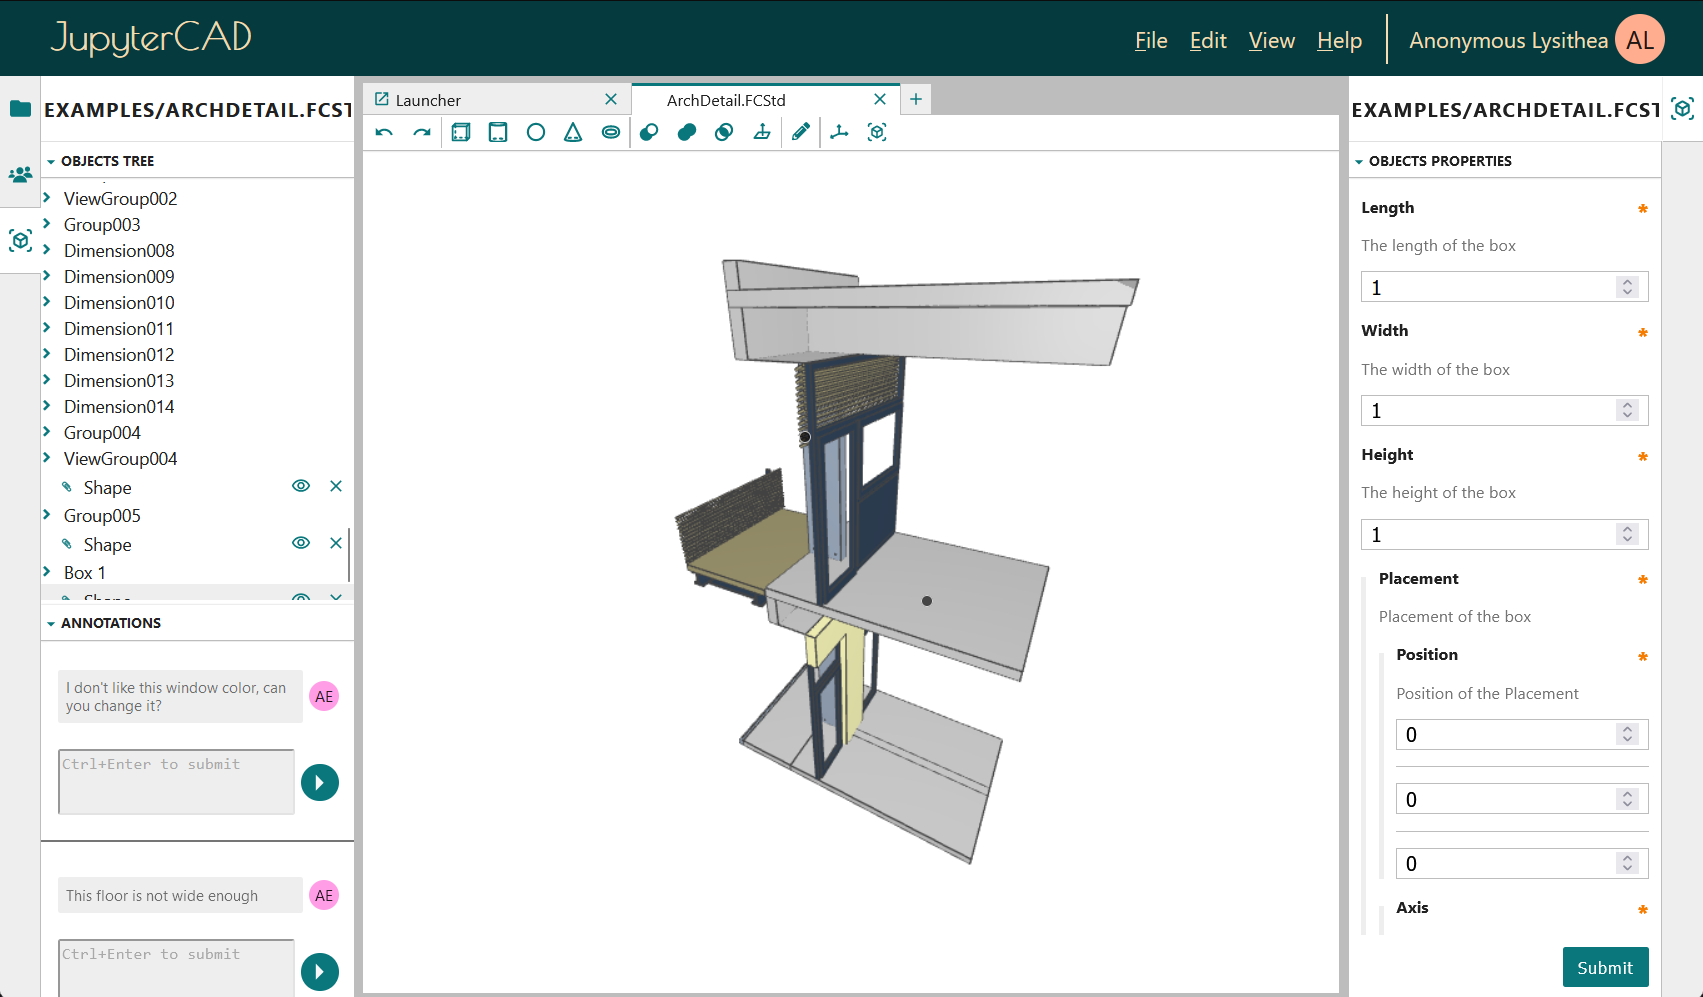 JupyterCAD
File Edit View Help
Anonymous Lysithea AL
EXAMPLES/ARCHDETAIL.FCST
OBJECTS TREE
ViewGroup002
Group003
Dimension008
Dimension009
Dimension010
Dimension011
Dimension012
Dimension013
Dimension014
Group004
ViewGroup004
Shape
Group005
Shape
Box 1
Shape
ANNOTATIONS
I don't like this window color, can
you change it?
AE
Ctrl+Enter to submit
This floor is not wide enough
AE
Ctrl+Enter to submit
Launcher
ArchDetail.FCStd
EXAMPLES/ARCHDETAIL.FCST
OBJECTS PROPERTIES
Length *
The length of the box
1
Width *
The width of the box
1
Height *
The height of the box
1
Placement *
Placement of the box
Position *
Position of the Placement
0
0
0
Axis *
Submit